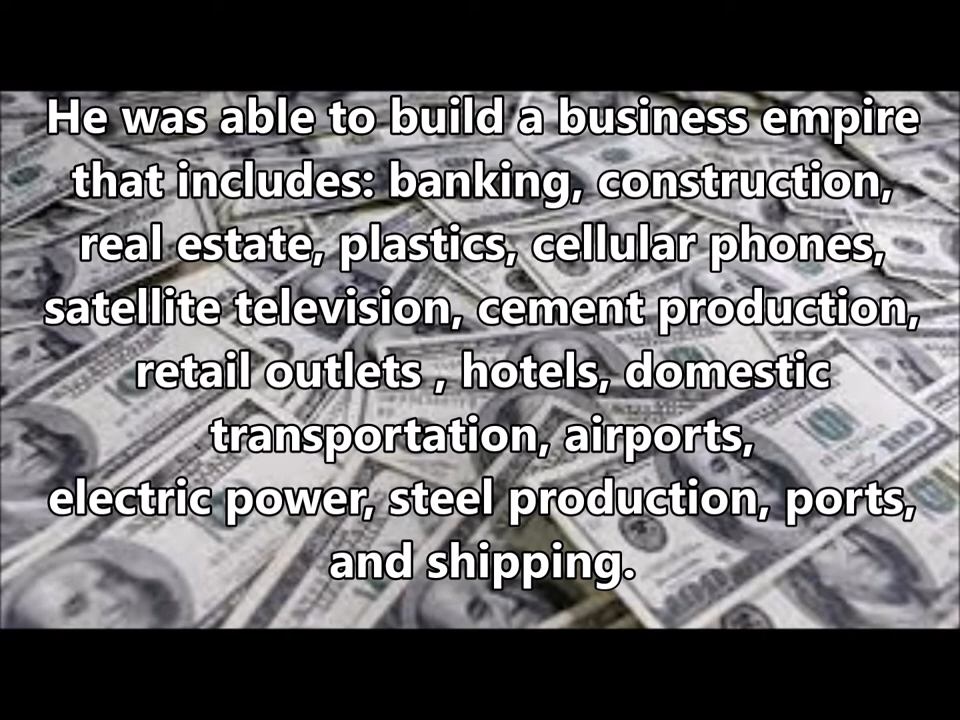 He was able to build a business empire
that includes: banking, construction,
real estate, plastics, cellular phones,
satellite television, cement production,
retail outlets , hotels, domestic
transportation, airports,
electric power, steel production, ports,
and shipping.